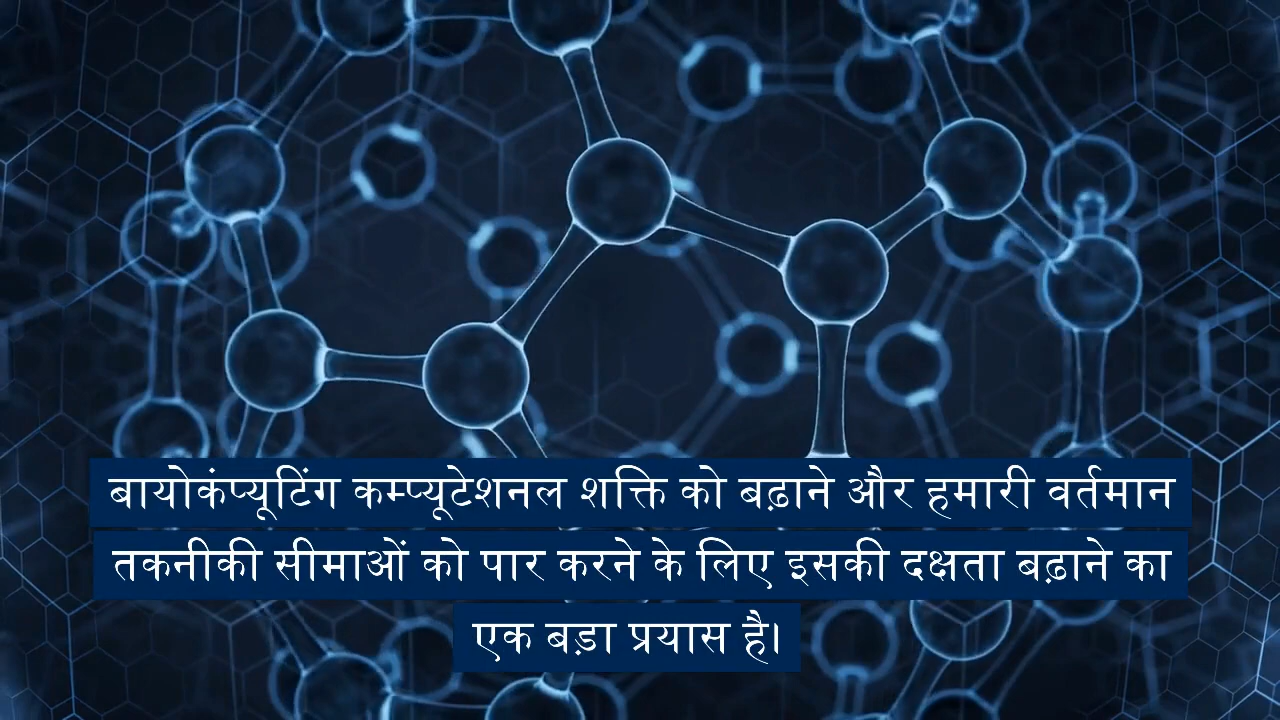 बायोकंप्यूटिंग कम्प्यूटेशनल शक्ति को बढ़ाने और हमारी वर्तमान
तकनीकी सीमाओं को पार करने के लिए इसकी दक्षता बढ़ाने का
एक बड़ा प्रयास है।